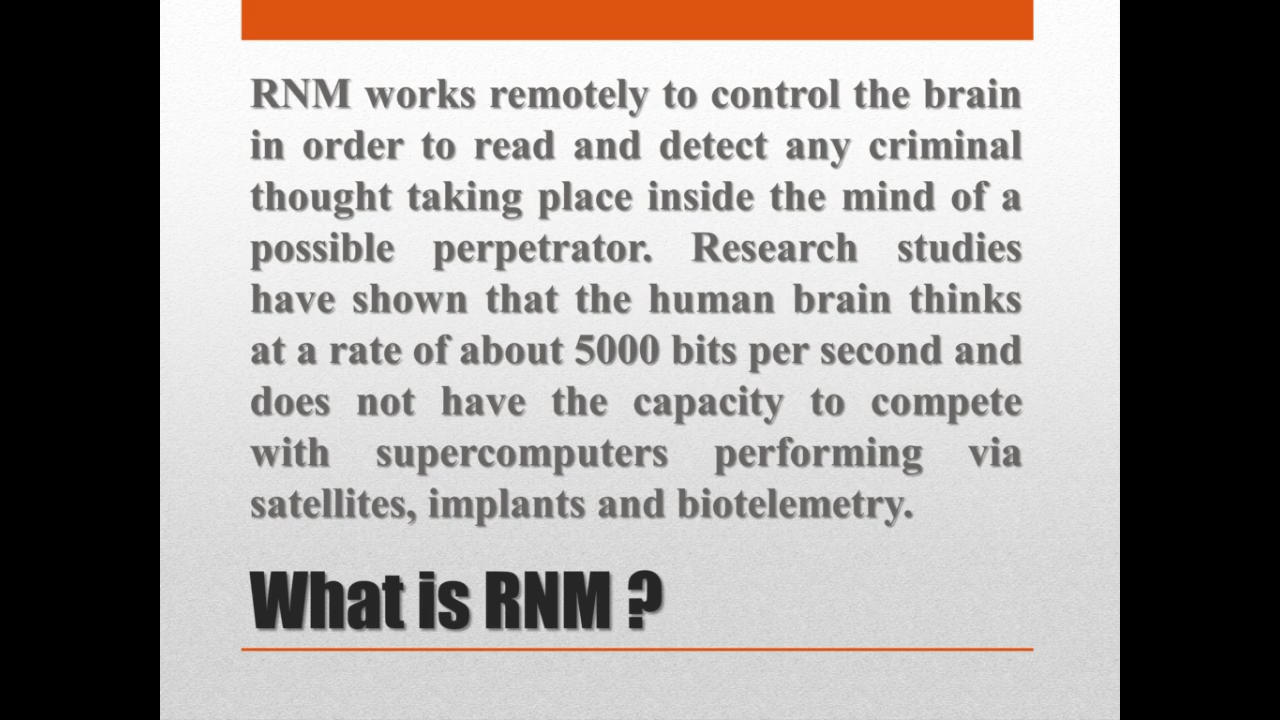 RNM works remotely to control the brain
in order to read and detect any criminal
thought taking place inside the mind of a
possible perpetrator. Research studies
have shown that the human brain thinks
at a rate of about 5000 bits per second and
does not have the capacity to compete
with supercomputers performing via
satellites, implants and biotelemetry.
What is RNM ?